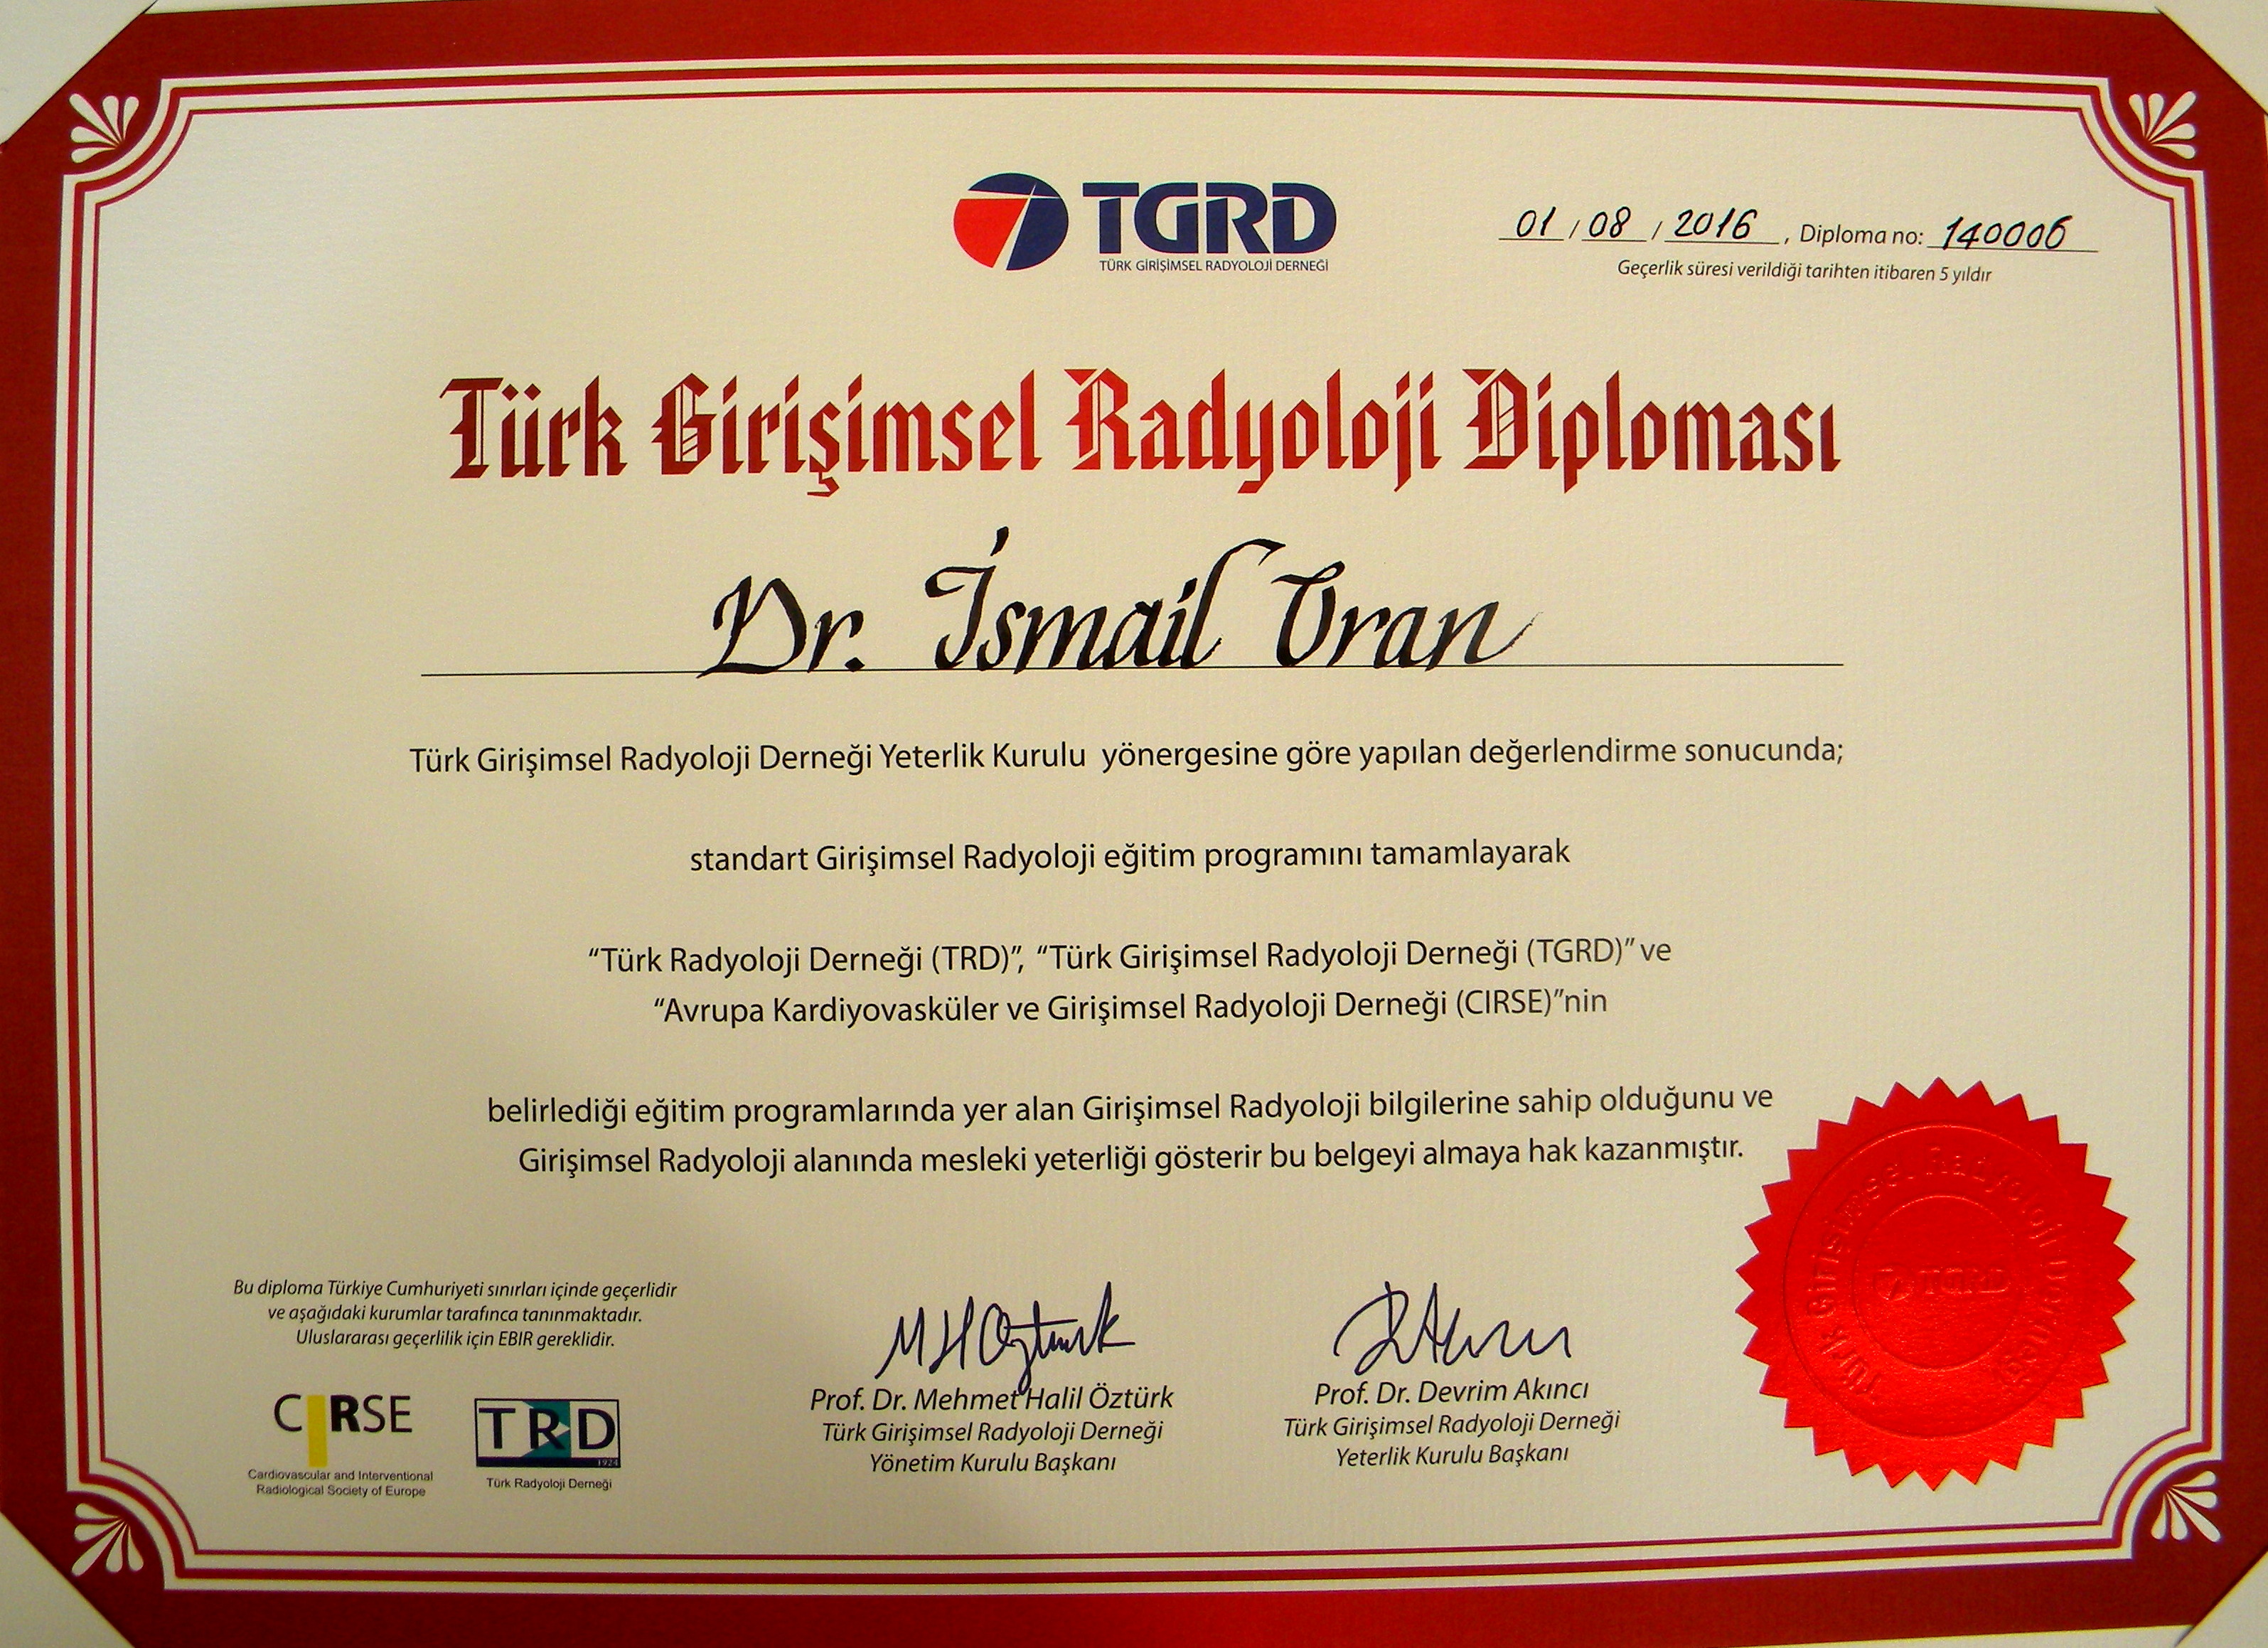 TGRD
TÜRK GİRİŞİMSEL RADYOLOJİ DERNEĞİ
01 / 08 / 2016 , Diploma no: 140006
Geçerlik süresi verildiği tarihten itibaren 5 yıldır
Türk Girişimsel Radyoloji Diploması
Dr. İsmail Oran
Türk Girişimsel Radyoloji Derneği Yeterlik Kurulu yönergesine göre yapılan değerlendirme sonucunda;
standart Girişimsel Radyoloji eğitim programını tamamlayarak
“Türk Radyoloji Derneği (TRD)”, “Türk Girişimsel Radyoloji Derneği (TGRD)” ve
“Avrupa Kardiyovasküler ve Girişimsel Radyoloji Derneği (CIRSE)”nin
belirlediği eğitim programlarında yer alan Girişimsel Radyoloji bilgilerine sahip olduğunu ve
Girişimsel Radyoloji alanında mesleki yeterliği gösterir bu belgeyi almaya hak kazanmıştır.
Bu diploma Türkiye Cumhuriyeti sınırları içinde geçerlidir
ve aşağıdaki kurumlar tarafınca tanınmaktadır.
Uluslararası geçerlilik için EBIR gereklidir.
CIRSE
Cardiovascular and Interventional
Radiological Society of Europe
TRD
1924
Türk Radyoloji Derneği
M H Öztürk
Prof. Dr. Mehmet Halil Öztürk
Türk Girişimsel Radyoloji Derneği
Yönetim Kurulu Başkanı
Prof. Dr. Devrim Akıncı
Türk Girişimsel Radyoloji Derneği
Yeterlik Kurulu Başkanı
Türk Girişimsel Radyoloji Derneği
TGRD